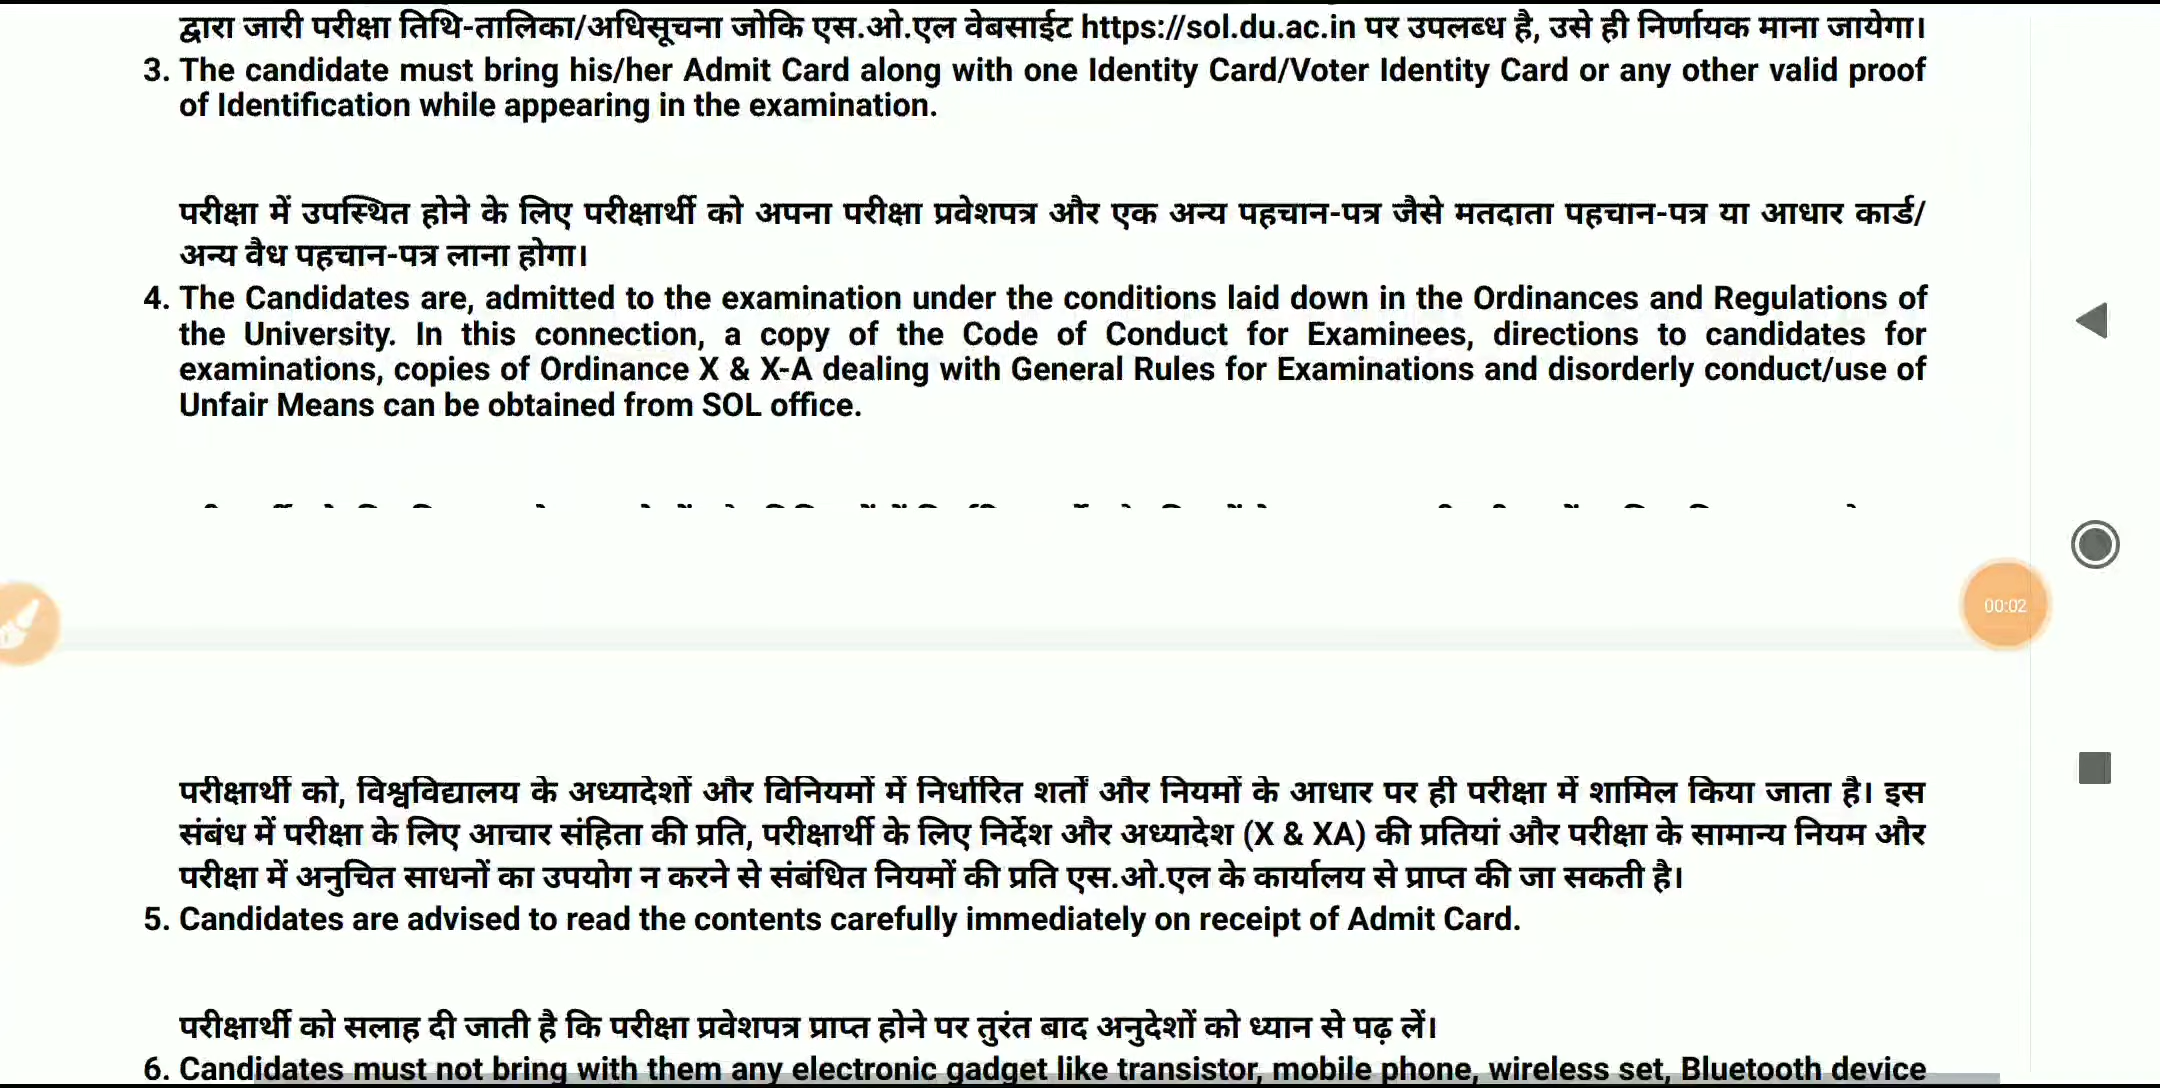 द्वारा जारी परीक्षा तिथि-तालिका/अधिसूचना जोकि एस.ओ.एल वेबसाईट https://sol.du.ac.in पर उपलब्ध है, उसे ही निर्णायक माना जायेगा।
3. The candidate must bring his/her Admit Card along with one Identity Card/Voter Identity Card or any other valid proof
of Identification while appearing in the examination.
परीक्षा में उपस्थित होने के लिए परीक्षार्थी को अपना परीक्षा प्रवेशपत्र और एक अन्य पहचान-पत्र जैसे मतदाता पहचान-पत्र या आधार कार्ड/
अन्य वैध पहचान-पत्र लाना होगा।
4. The Candidates are, admitted to the examination under the conditions laid down in the Ordinances and Regulations of
the University. In this connection, a copy of the Code of Conduct for Examinees, directions to candidates for
examinations, copies of Ordinance X & X-A dealing with General Rules for Examinations and disorderly conduct/use of
Unfair Means can be obtained from SOL office.
00:02
परीक्षार्थी को, विश्वविद्यालय के अध्यादेशों और विनियमों में निर्धारित शर्तों और नियमों के आधार पर ही परीक्षा में शामिल किया जाता है। इस
संबंध में परीक्षा के लिए आचार संहिता की प्रति, परीक्षार्थी के लिए निर्देश और अध्यादेश (X & XA) की प्रतियां और परीक्षा के सामान्य नियम और
परीक्षा में अनुचित साधनों का उपयोग न करने से संबंधित नियमों की प्रति एस.ओ.एल के कार्यालय से प्राप्त की जा सकती है।
5. Candidates are advised to read the contents carefully immediately on receipt of Admit Card.
परीक्षार्थी को सलाह दी जाती है कि परीक्षा प्रवेशपत्र प्राप्त होने पर तुरंत बाद अनुदेशों को ध्यान से पढ़ लें।
6. Candidates must not bring with them any electronic gadget like transistor, mobile phone, wireless set, Bluetooth device